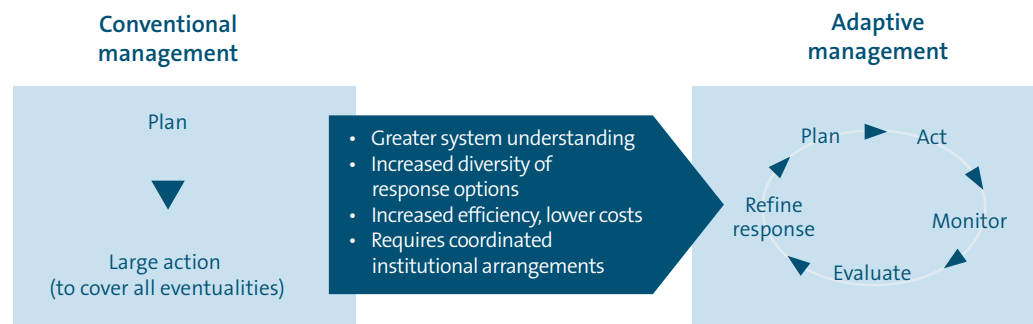 Conventional
management
Plan
Large action
(to cover all eventualities)
• Greater system understanding
• Increased diversity of
response options
• Increased efficiency, lower costs
• Requires coordinated
institutional arrangements
Adaptive
management
Plan
Act
Monitor
Evaluate
Refine
response